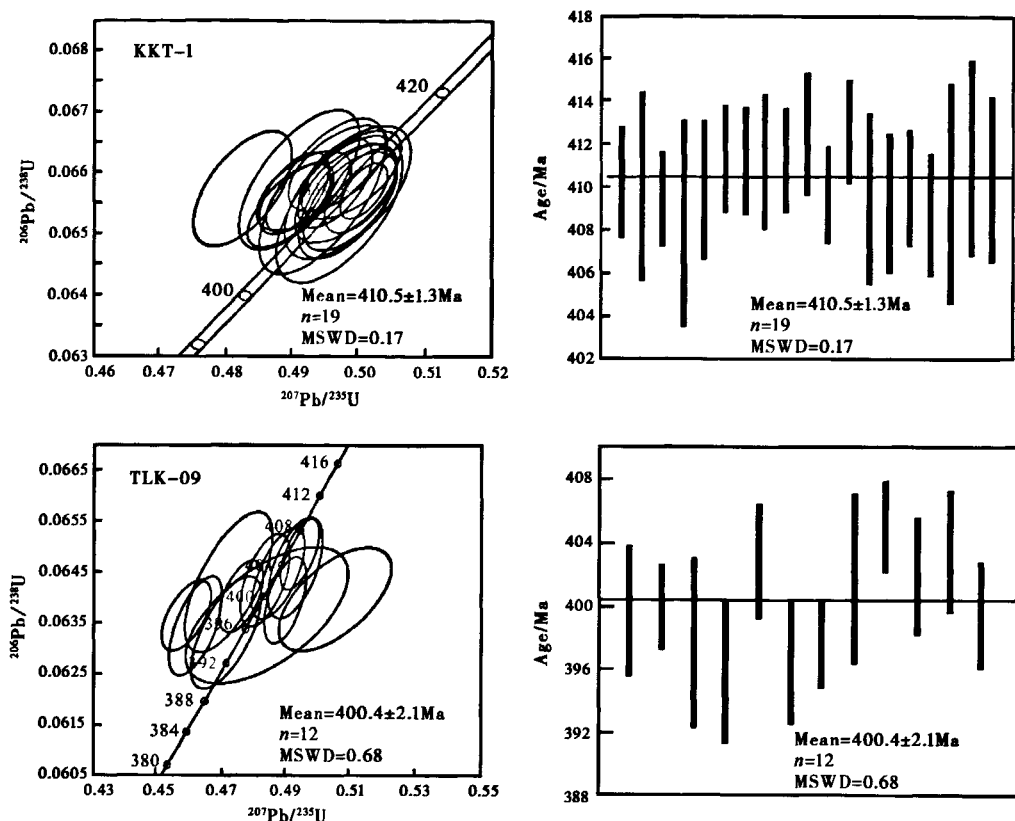 KKT-1
0.068
0.067
0.066
0.065
0.064
0.063
²⁰⁶Pb/²³⁸U
420
400
Mean=410.5±1.3Ma
n=19
MSWD=0.17
0.46
0.47
0.48
0.49
0.50
0.51
0.52
²⁰⁷Pb/²³⁵U
418
416
414
412
410
408
406
404
402
Age/Ma
Mean=410.5±1.3Ma
n=19
MSWD=0.17
TLK-09
0.0665
0.0655
0.0645
0.0635
0.0625
0.0615
0.0605
²⁰⁶Pb/²³⁸U
416
412
408
400
396
392
388
384
380
Mean=400.4±2.1Ma
n=12
MSWD=0.68
0.43
0.45
0.47
0.49
0.51
0.53
0.55
²⁰⁷Pb/²³⁵U
408
404
400
396
392
388
Age/Ma
Mean=400.4±2.1Ma
n=12
MSWD=0.68